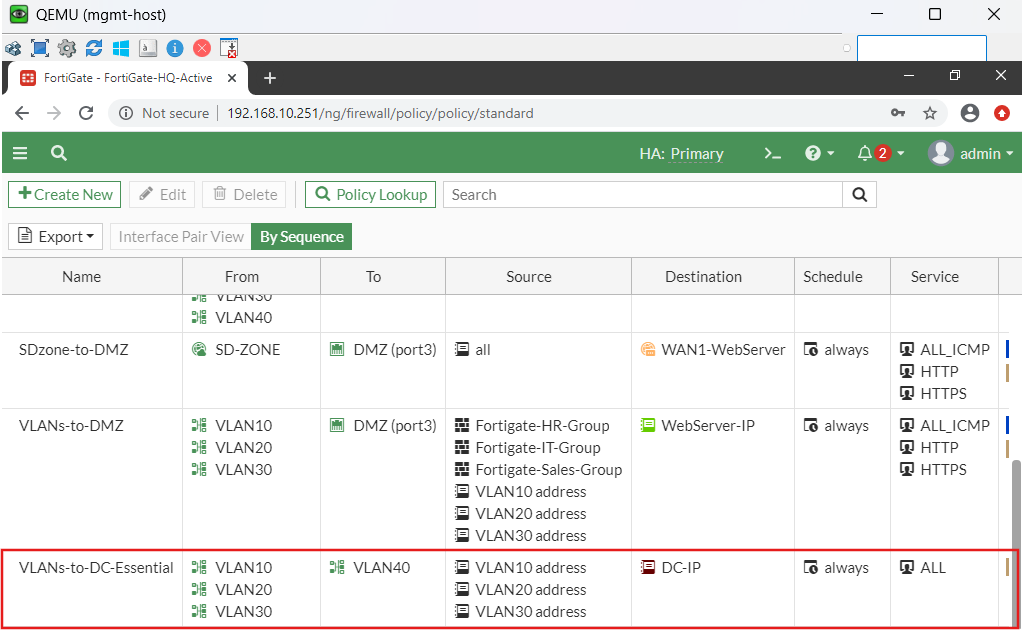 QEMU (mgmt-host)
FortiGate - FortiGate-HQ-Active
Not secure 192.168.10.251/ng/firewall/policy/policy/standard
HA: Primary >_ 2 admin
+Create New Edit Delete Policy Lookup Search
Export Interface Pair View By Sequence
Name From To Source Destination Schedule Service
VLAN30
VLAN40
SDzone-to-DMZ SD-ZONE DMZ (port3) all WAN1-WebServer always ALL_ICMP
HTTP
HTTPS
VLANs-to-DMZ VLAN10 DMZ (port3) Fortigate-HR-Group WebServer-IP always ALL_ICMP
VLAN20 Fortigate-IT-Group HTTP
VLAN30 Fortigate-Sales-Group HTTPS
VLAN10 address
VLAN20 address
VLAN30 address
VLANs-to-DC-Essential VLAN10 VLAN40 VLAN10 address DC-IP always ALL
VLAN20 VLAN20 address
VLAN30 VLAN30 address